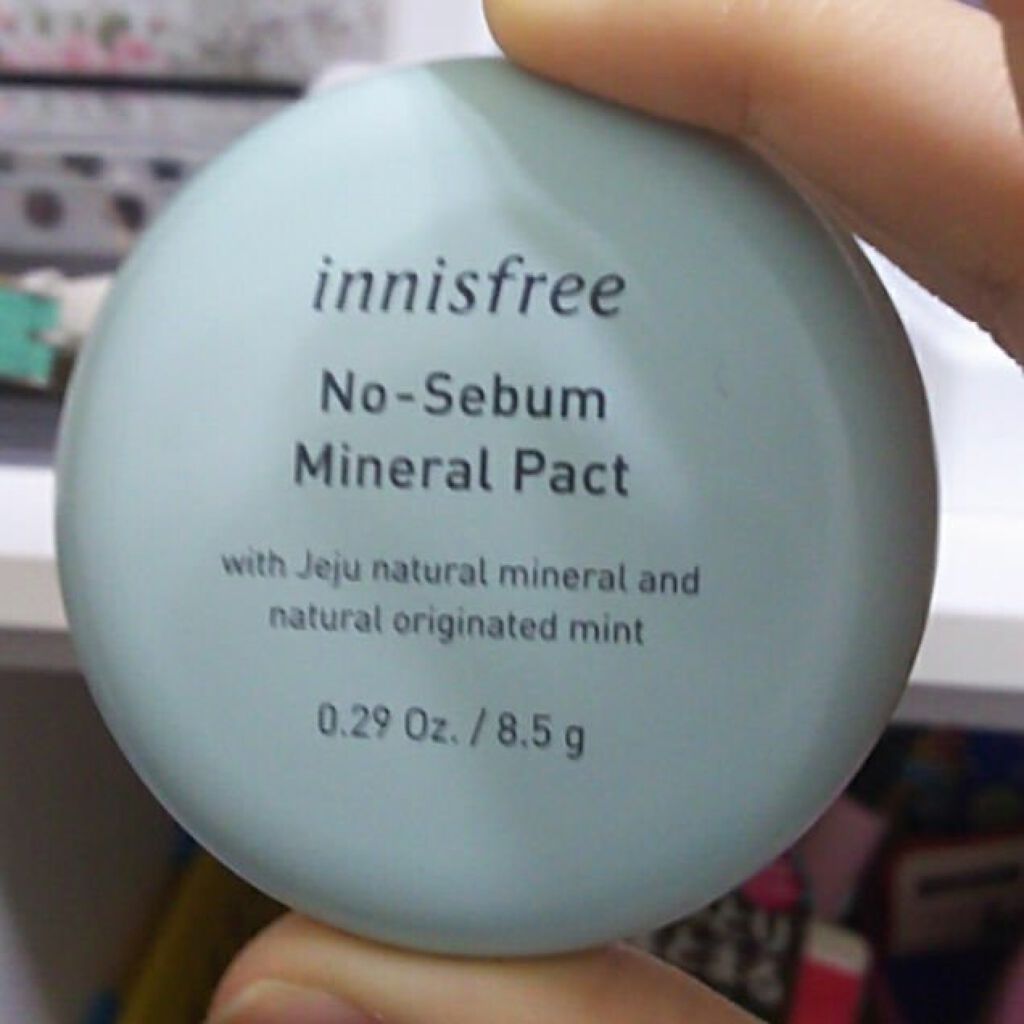 innisfree
No-Sebum
Mineral Pact
with Jeju natural mineral and
natural originated mint
0.29 Oz. / 8.5 g